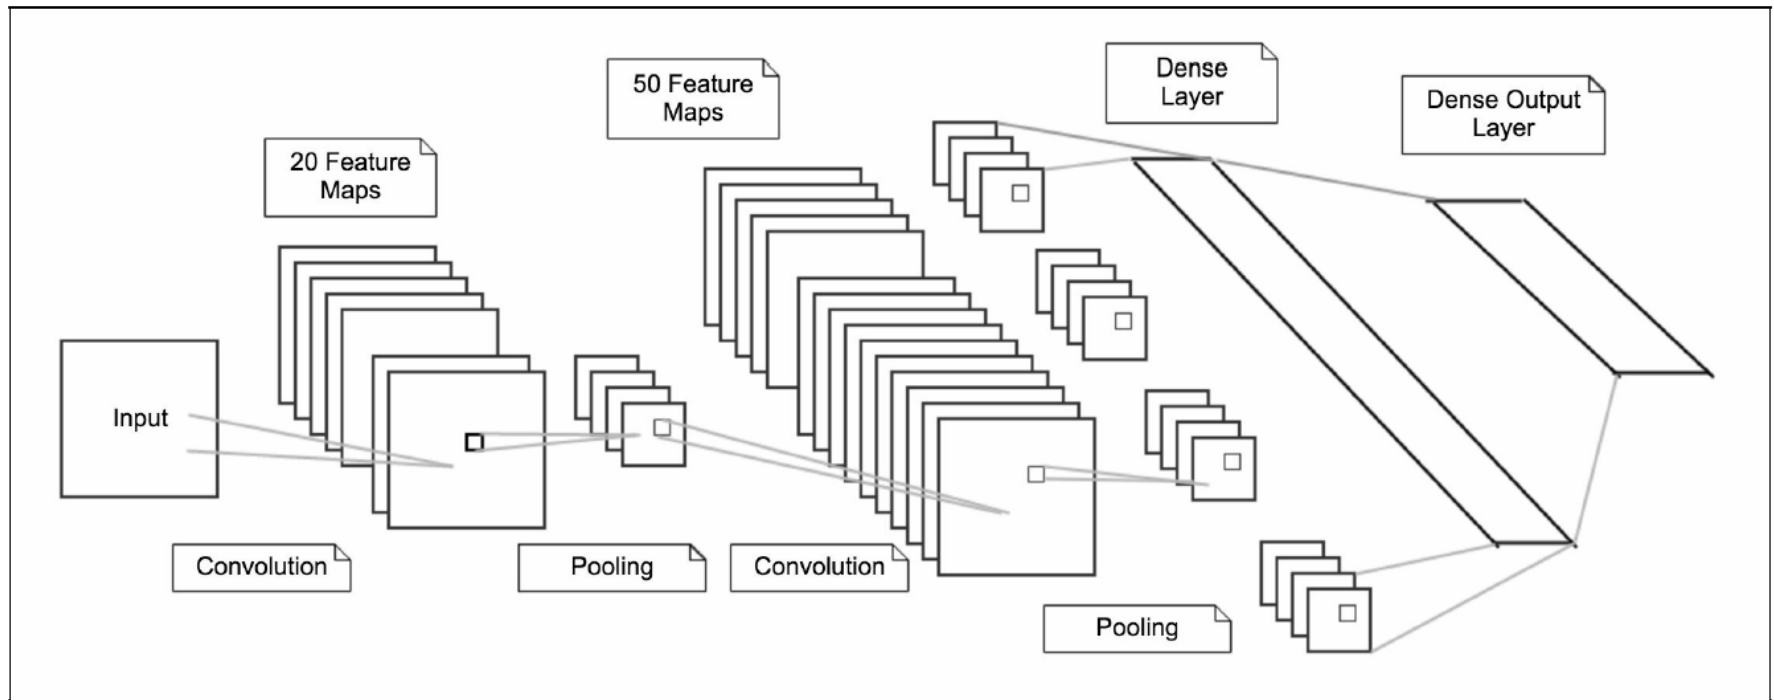 50 Feature
Maps
Dense
Layer
Dense Output
Layer
20 Feature
Maps
Input
Convolution
Pooling
Convolution
Pooling